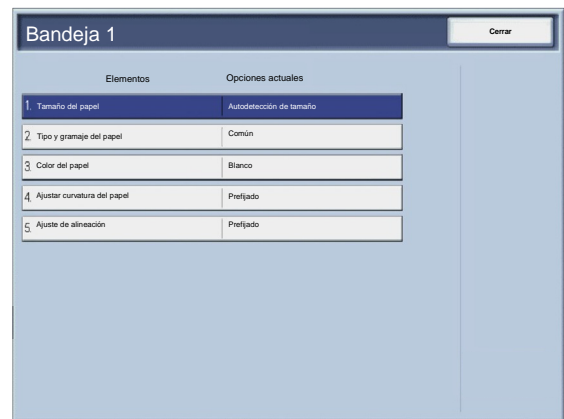 Bandeja 1
Cerrar
Elementos Opciones actuales
1. Tamaño del papel Autodetección de tamaño
2. Tipo y gramaje del papel Común
3. Color del papel Blanco
4. Ajustar curvatura del papel Prefijado
5. Ajuste de alineación Prefijado